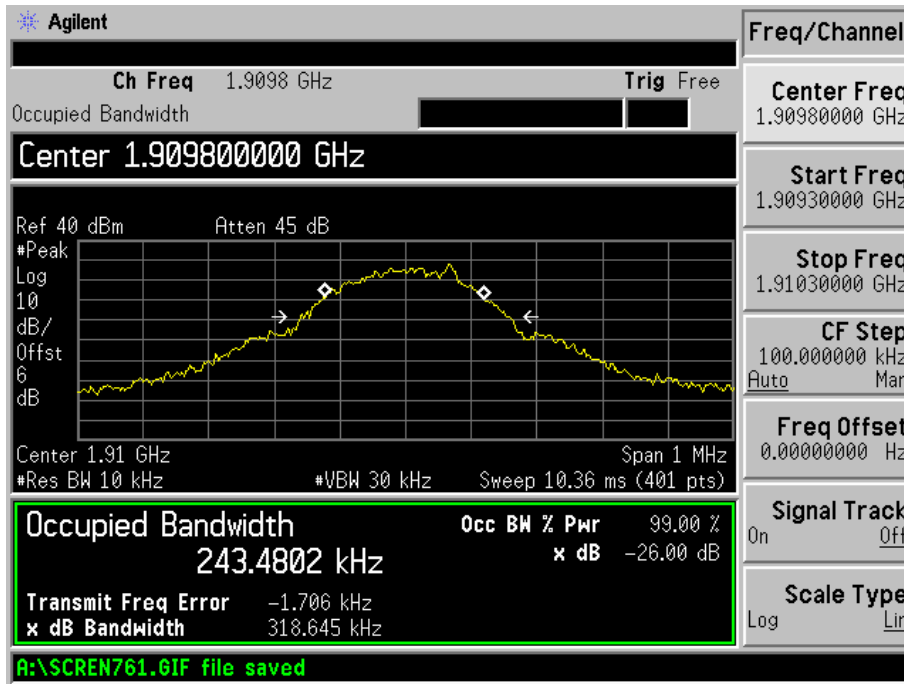 Agilent
Freq/Channel
Ch Freq 1.9098 GHz Trig Free
Occupied Bandwidth
Center 1.909800000 GHz
Ref 40 dBm Atten 45 dB
#Peak
Log
10
dB/
Offst
6
dB
Center 1.91 GHz Span 1 MHz
#Res BW 10 kHz #VBW 30 kHz Sweep 10.36 ms (401 pts)
Occupied Bandwidth Occ BW % Pwr 99.00 %
243.4802 kHz x dB -26.00 dB
Transmit Freq Error -1.706 kHz
x dB Bandwidth 318.645 kHz
A:\SCREN761.GIF file saved
Center Freq
1.90980000 GHz
Start Freq
1.90930000 GHz
Stop Freq
1.91030000 GHz
CF Step
100.000000 kHz
Auto Man
Freq Offset
0.00000000 Hz
Signal Track
On Off
Scale Type
Log Lin